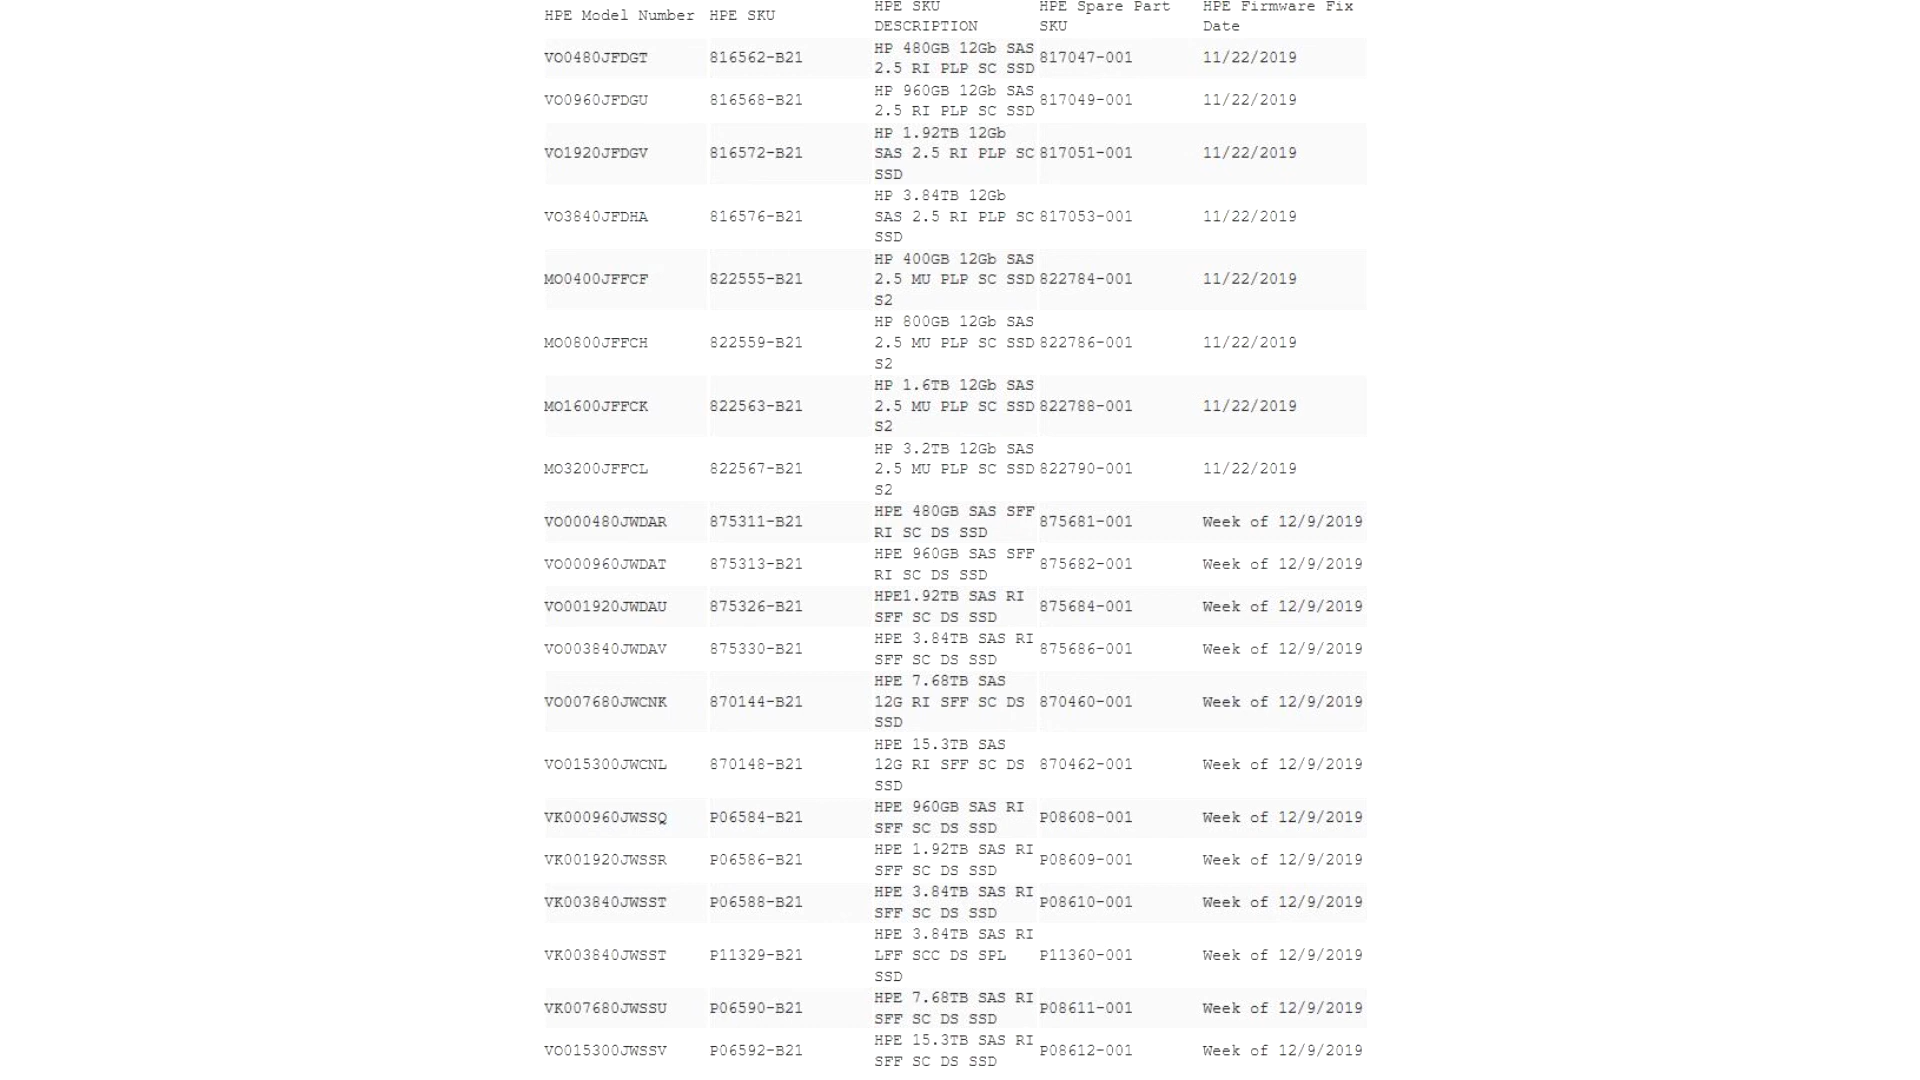 HPE Model Number HPE SKU HPE SKU DESCRIPTION HPE Spare Part SKU HPE Firmware Fix Date
VO0480JFDGT 816562-B21 HP 480GB 12Gb SAS 2.5 RI PLP SC SSD 817047-001 11/22/2019
VO0960JFDGU 816568-B21 HP 960GB 12Gb SAS 2.5 RI PLP SC SSD 817049-001 11/22/2019
VO1920JFDGV 816572-B21 HP 1.92TB 12Gb SAS 2.5 RI PLP SC SSD 817051-001 11/22/2019
VO3840JFDHA 816576-B21 HP 3.84TB 12Gb SAS 2.5 RI PLP SC SSD 817053-001 11/22/2019
MO0400JFFCF 822555-B21 HP 400GB 12Gb SAS 2.5 MU PLP SC SSD S2 822784-001 11/22/2019
MO0800JFFCH 822559-B21 HP 800GB 12Gb SAS 2.5 MU PLP SC SSD S2 822786-001 11/22/2019
MO1600JFFCK 822563-B21 HP 1.6TB 12Gb SAS 2.5 MU PLP SC SSD S2 822788-001 11/22/2019
MO3200JFFCL 822567-B21 HP 3.2TB 12Gb SAS 2.5 MU PLP SC SSD S2 822790-001 11/22/2019
VO000480JWDAR 875311-B21 HPE 480GB SAS SFF RI SC DS SSD 875681-001 Week of 12/9/2019
VO000960JWDAT 875313-B21 HPE 960GB SAS SFF RI SC DS SSD 875682-001 Week of 12/9/2019
VO001920JWDAU 875326-B21 HPE1.92TB SAS RI SFF SC DS SSD 875684-001 Week of 12/9/2019
VO003840JWDAV 875330-B21 HPE 3.84TB SAS RI SFF SC DS SSD 875686-001 Week of 12/9/2019
VO007680JWCNK 870144-B21 HPE 7.68TB SAS 12G RI SFF SC DS SSD 870460-001 Week of 12/9/2019
VO015300JWCNL 870148-B21 HPE 15.3TB SAS 12G RI SFF SC DS SSD 870462-001 Week of 12/9/2019
VK000960JWSSQ P06584-B21 HPE 960GB SAS RI SFF SC DS SSD P08608-001 Week of 12/9/2019
VK001920JWSSR P06586-B21 HPE 1.92TB SAS RI SFF SC DS SSD P08609-001 Week of 12/9/2019
VK003840JWSST P06588-B21 HPE 3.84TB SAS RI SFF SC DS SSD P08610-001 Week of 12/9/2019
VK003840JWSST P11329-B21 HPE 3.84TB SAS RI LFF SCC DS SPL SSD P11360-001 Week of 12/9/2019
VK007680JWSSU P06590-B21 HPE 7.68TB SAS RI SFF SC DS SSD P08611-001 Week of 12/9/2019
VO015300JWSSV P06592-B21 HPE 15.3TB SAS RI SFF SC DS SSD P08612-001 Week of 12/9/2019